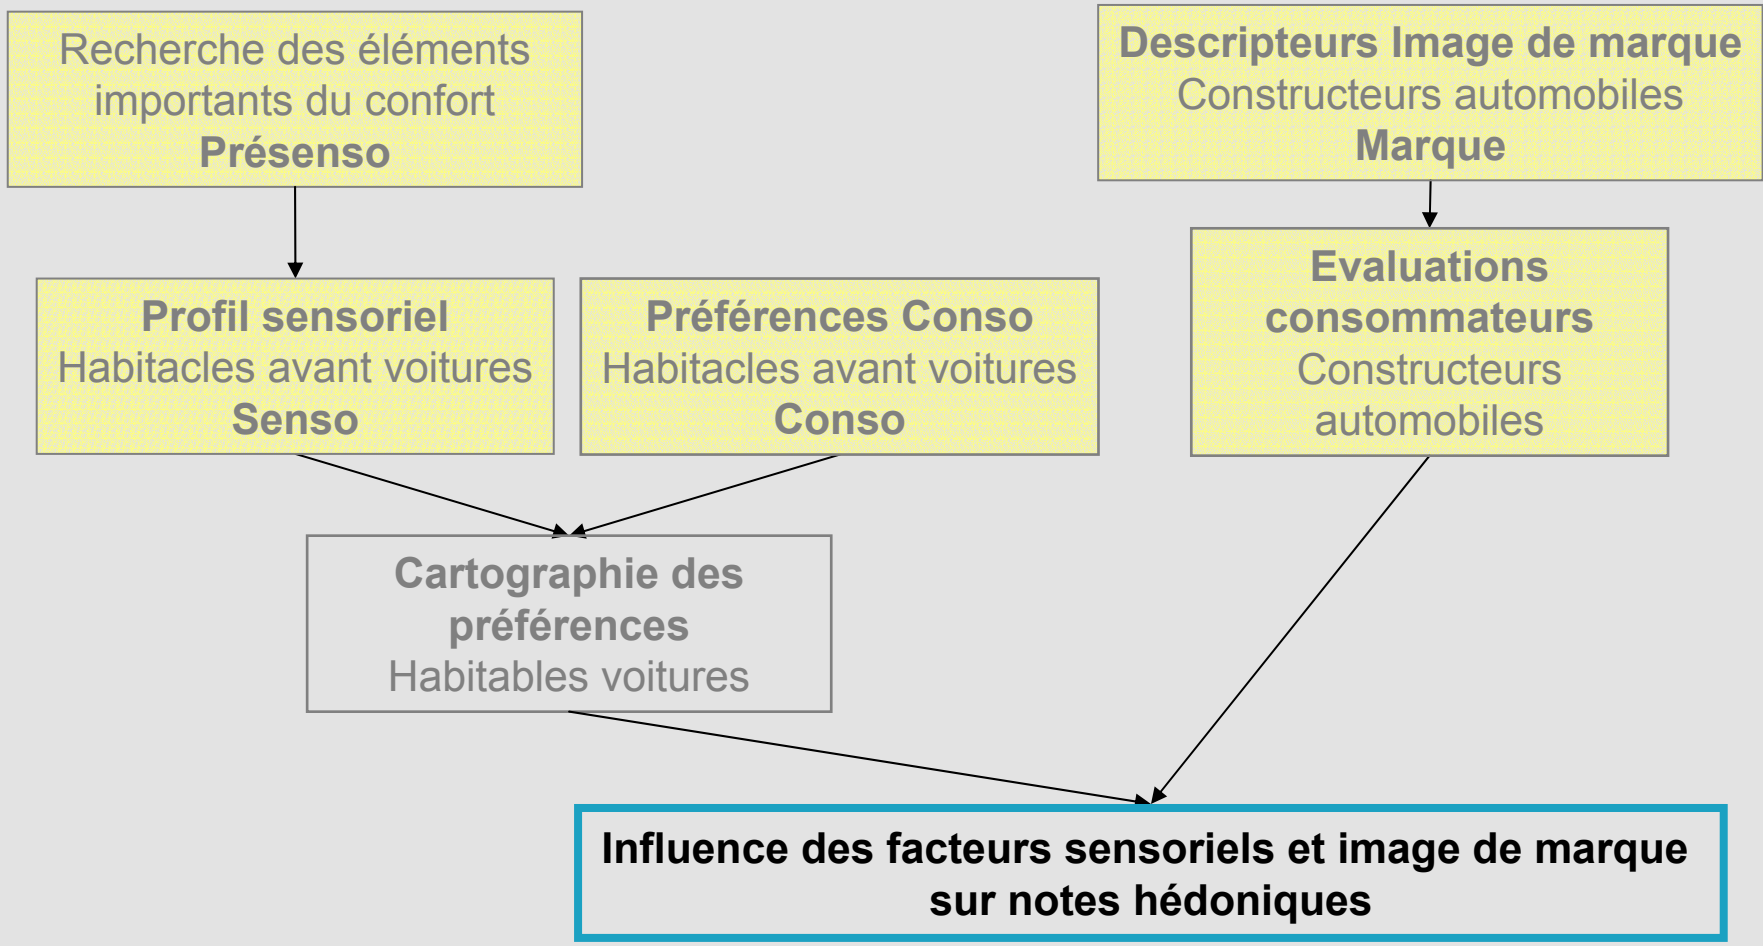 Recherche des éléments
importants du confort
Présenso
Descripteurs Image de marque
Constructeurs automobiles
Marque
Profil sensoriel
Habitacles avant voitures
Senso
Préférences Conso
Habitacles avant voitures
Conso
Evaluations
consommateurs
Constructeurs
automobiles
Cartographie des
préférences
Habitables voitures
Influence des facteurs sensoriels et image de marque
sur notes hédoniques